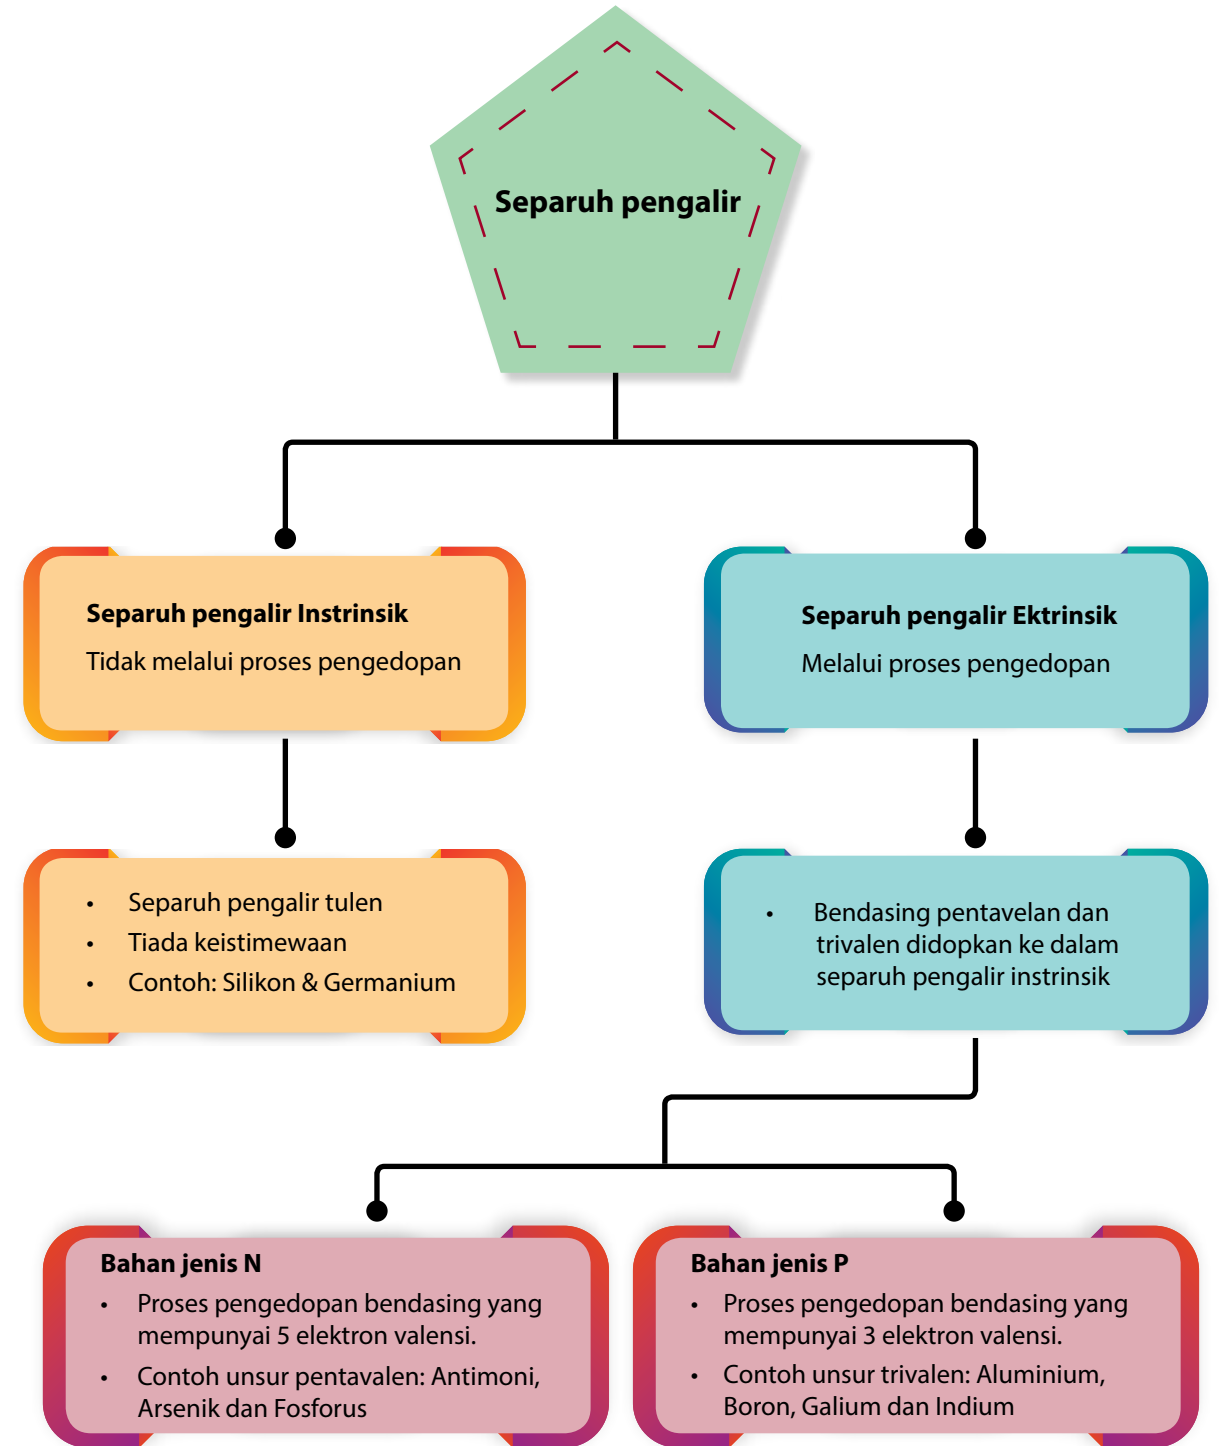 Separuh pengalir
Separuh pengalir Instrinsik
Tidak melalui proses pengedopan
Separuh pengalir Ektrinsik
Melalui proses pengedopan
• Separuh pengalir tulen
• Tiada keistimewaan
• Contoh: Silikon & Germanium
• Bendasing pentavelan dan
trivalen didopkan ke dalam
separuh pengalir instrinsik
Bahan jenis N
• Proses pengedopan bendasing yang
mempunyai 5 elektron valensi.
• Contoh unsur pentavalen: Antimoni,
Arsenik dan Fosforus
Bahan jenis P
• Proses pengedopan bendasing yang
mempunyai 3 elektron valensi.
• Contoh unsur trivalen: Aluminium,
Boron, Galium dan Indium